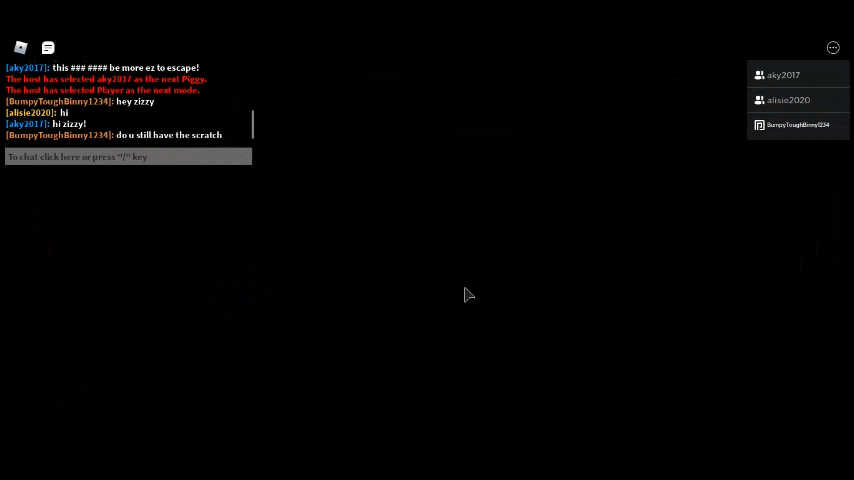 [aky2017]: this ### #### be more ez to escape!
The host has selected aky2017 as the next Piggy.
The host has selected Player as the next mode.
[BumpyToughBinny1234]: hey zizzy
[alisie2020]: hi
[aky2017]: hi zizzy!
[BumpyToughBinny1234]: do u still have the scratch
To chat click here or press "/" key
aky2017
alisie2020
BumpyToughBinny1234